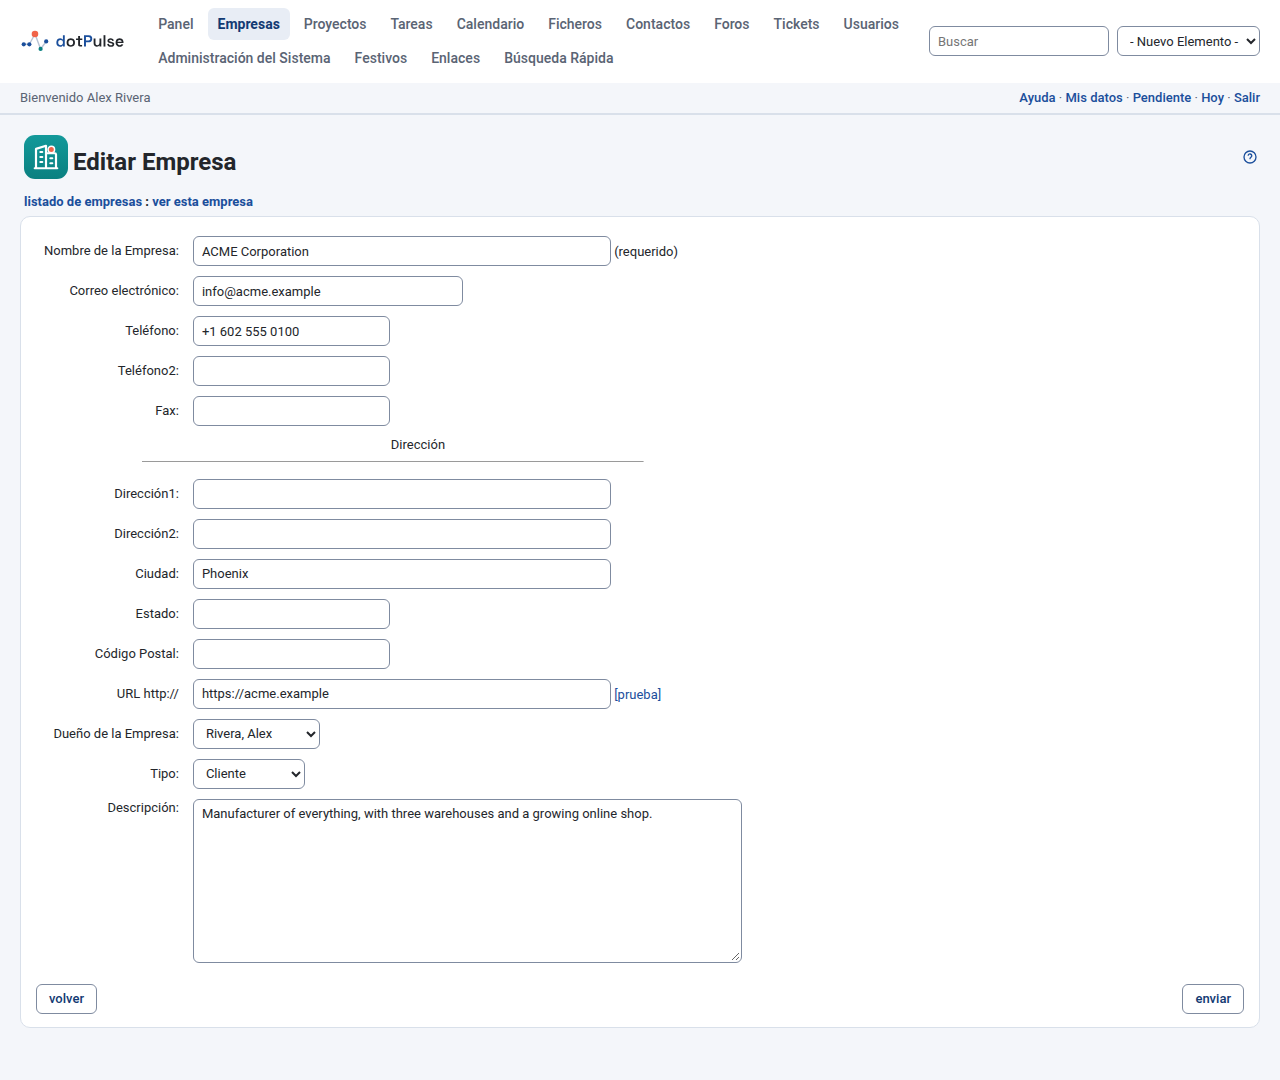 dotPulse
Panel Empresas Proyectos Tareas Calendario Ficheros Contactos Foros Tickets Usuarios
Administración del Sistema Festivos Enlaces Búsqueda Rápida
Buscar - Nuevo Elemento -
Bienvenido Alex Rivera Ayuda · Mis datos · Pendiente · Hoy · Salir
Editar Empresa
listado de empresas : ver esta empresa
Nombre de la Empresa: ACME Corporation (requerido)
Correo electrónico: info@acme.example
Teléfono: +1 602 555 0100
Teléfono2:
Fax:
Dirección
Dirección1:
Dirección2:
Ciudad: Phoenix
Estado:
Código Postal:
URL http:// https://acme.example [prueba]
Dueño de la Empresa: Rivera, Alex
Tipo: Cliente
Descripción: Manufacturer of everything, with three warehouses and a growing online shop.
volver enviar